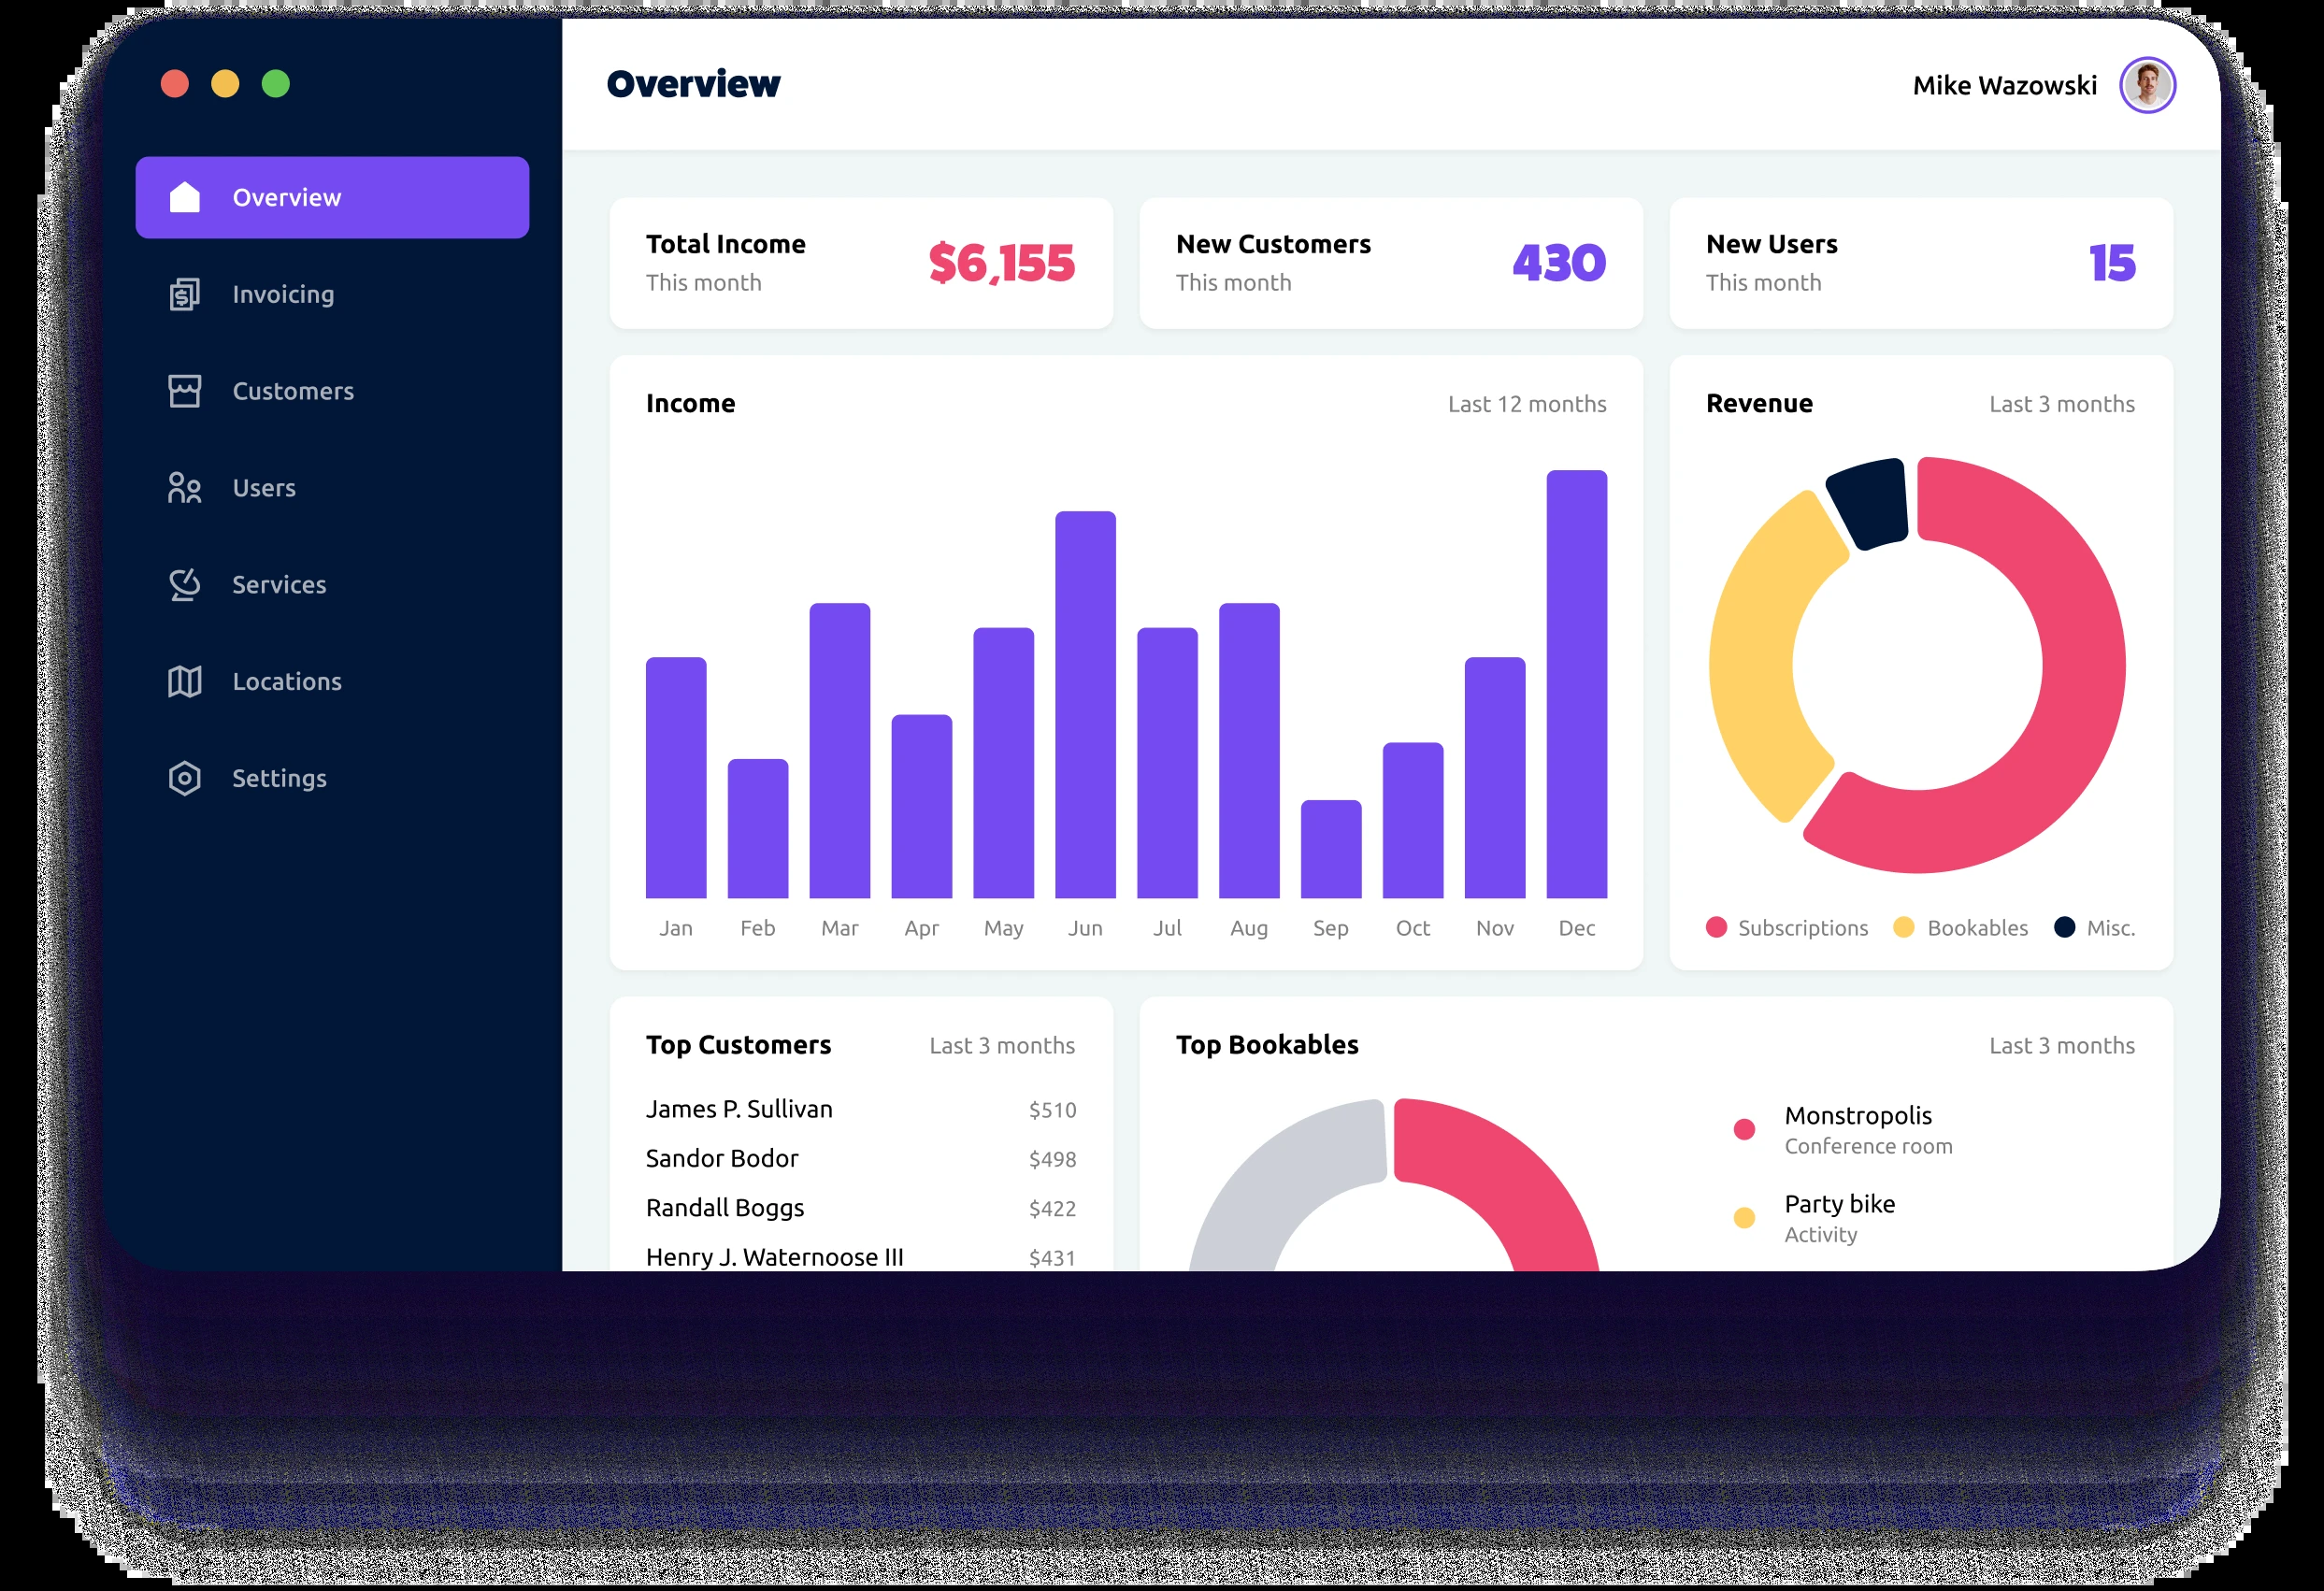 Overview
Mike Wazowski
Overview
Invoicing
Customers
Users
Services
Locations
Settings
Total Income
This month
$6,155
New Customers
This month
430
New Users
This month
15
Income
Last 12 months
Jan Feb Mar Apr May Jun Jul Aug Sep Oct Nov Dec
Revenue
Last 3 months
Subscriptions Bookables Misc.
Top Customers
Last 3 months
James P. Sullivan $510
Sandor Bodor $498
Randall Boggs $422
Henry J. Waternoose III $431
Top Bookables
Last 3 months
Monstropolis
Conference room
Party bike
Activity